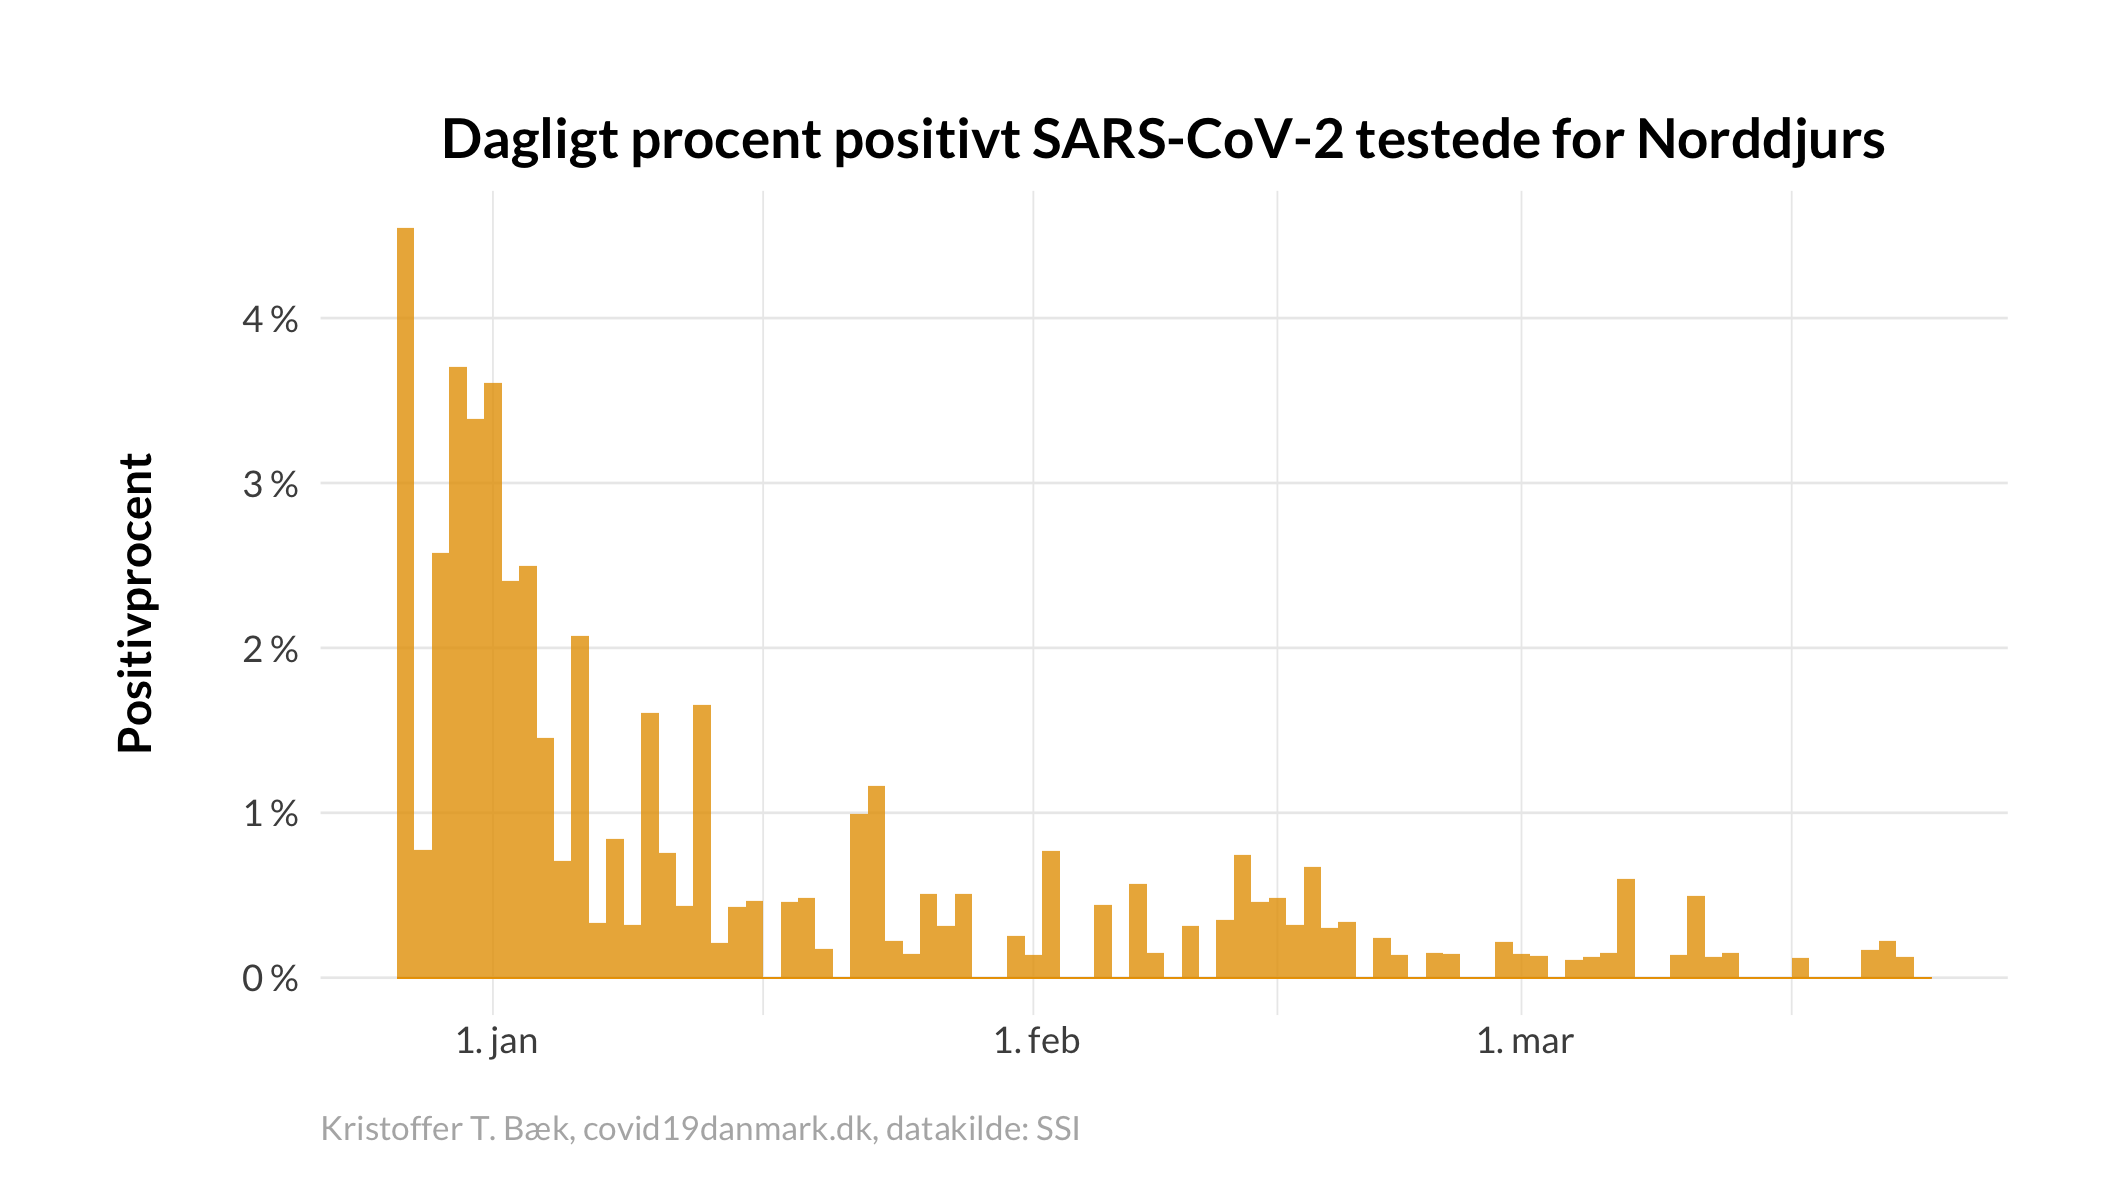 Dagligt procent positivt SARS-CoV-2 testede for Norddjurs
Positivprocent
4 %
3 %
2 %
1 %
0 %
1. jan
1. feb
1. mar
Kristoffer T. Bæk, covid19danmark.dk, datakilde: SSI